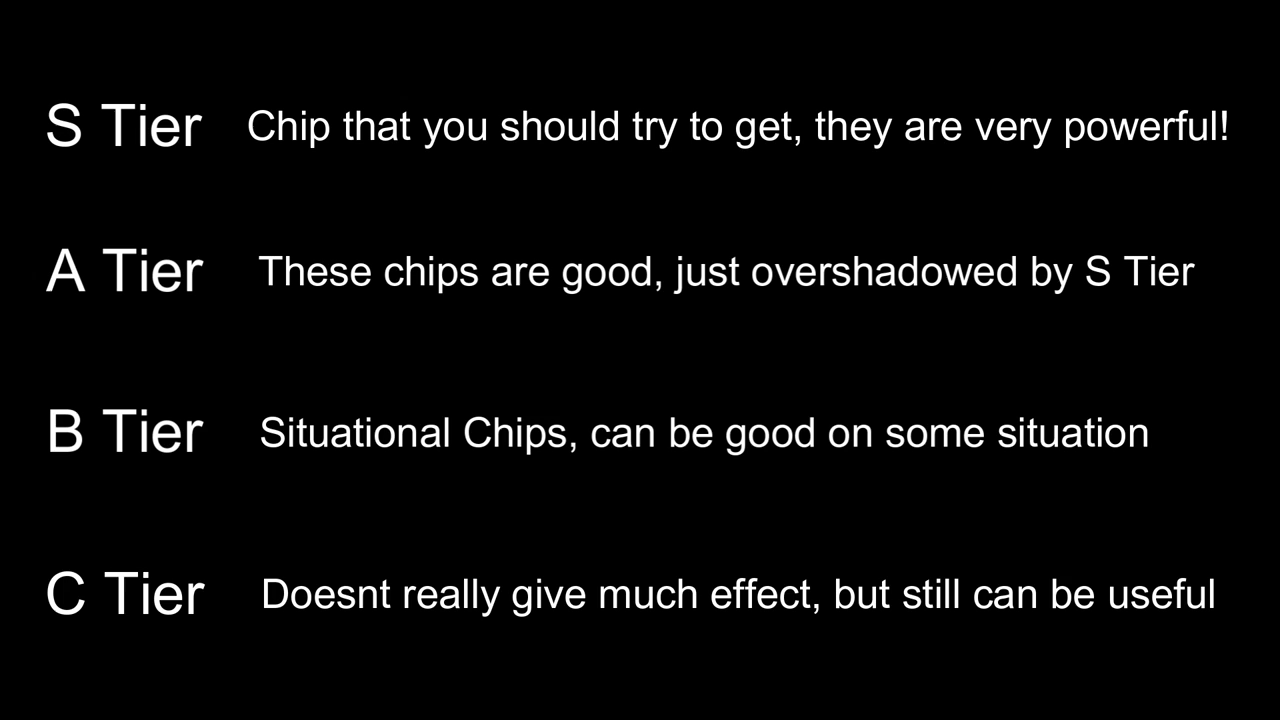 S Tier Chip that you should try to get, they are very powerful!
A Tier These chips are good, just overshadowed by S Tier
B Tier Situational Chips, can be good on some situation
C Tier Doesnt really give much effect, but still can be useful